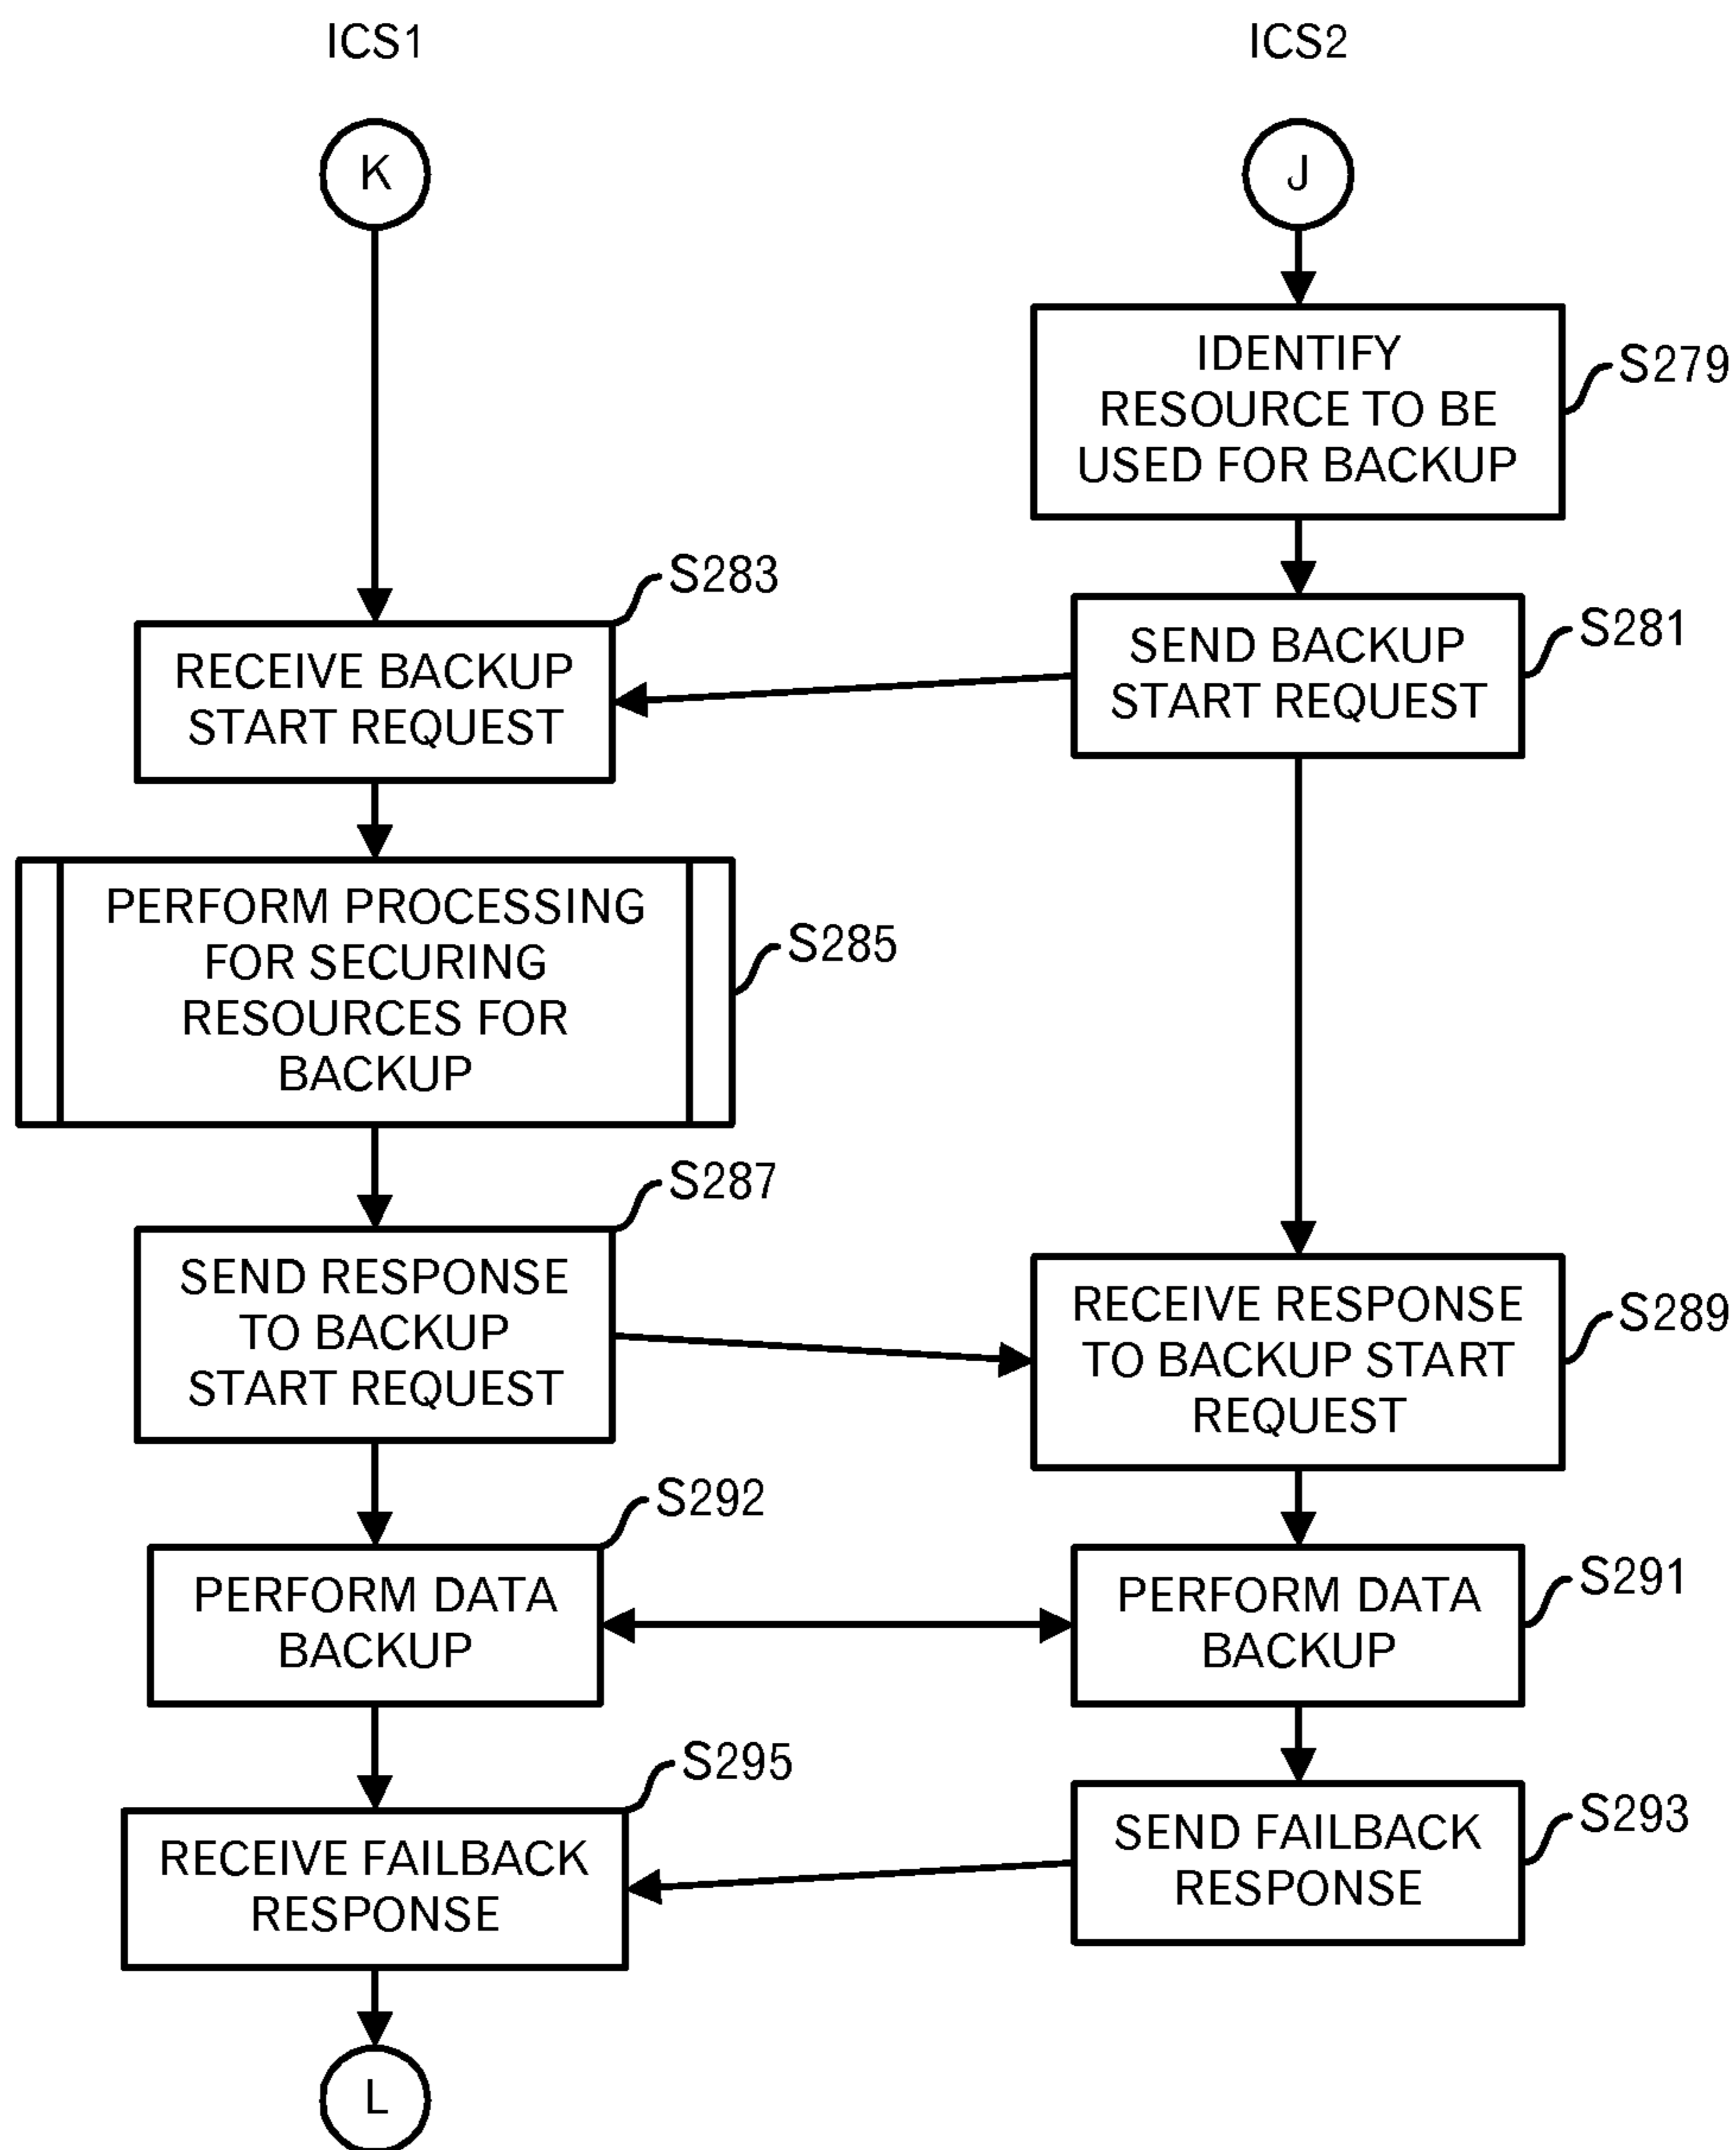 ICS1
ICS2
K
J
IDENTIFY
RESOURCE TO BE
USED FOR BACKUP
S279
S283
RECEIVE BACKUP
START REQUEST
SEND BACKUP
START REQUEST
S281
PERFORM PROCESSING
FOR SECURING
RESOURCES FOR
BACKUP
S285
S287
SEND RESPONSE
TO BACKUP
START REQUEST
RECEIVE RESPONSE
TO BACKUP START
REQUEST
S289
S292
PERFORM DATA
BACKUP
PERFORM DATA
BACKUP
S291
S295
RECEIVE FAILBACK
RESPONSE
SEND FAILBACK
RESPONSE
S293
L